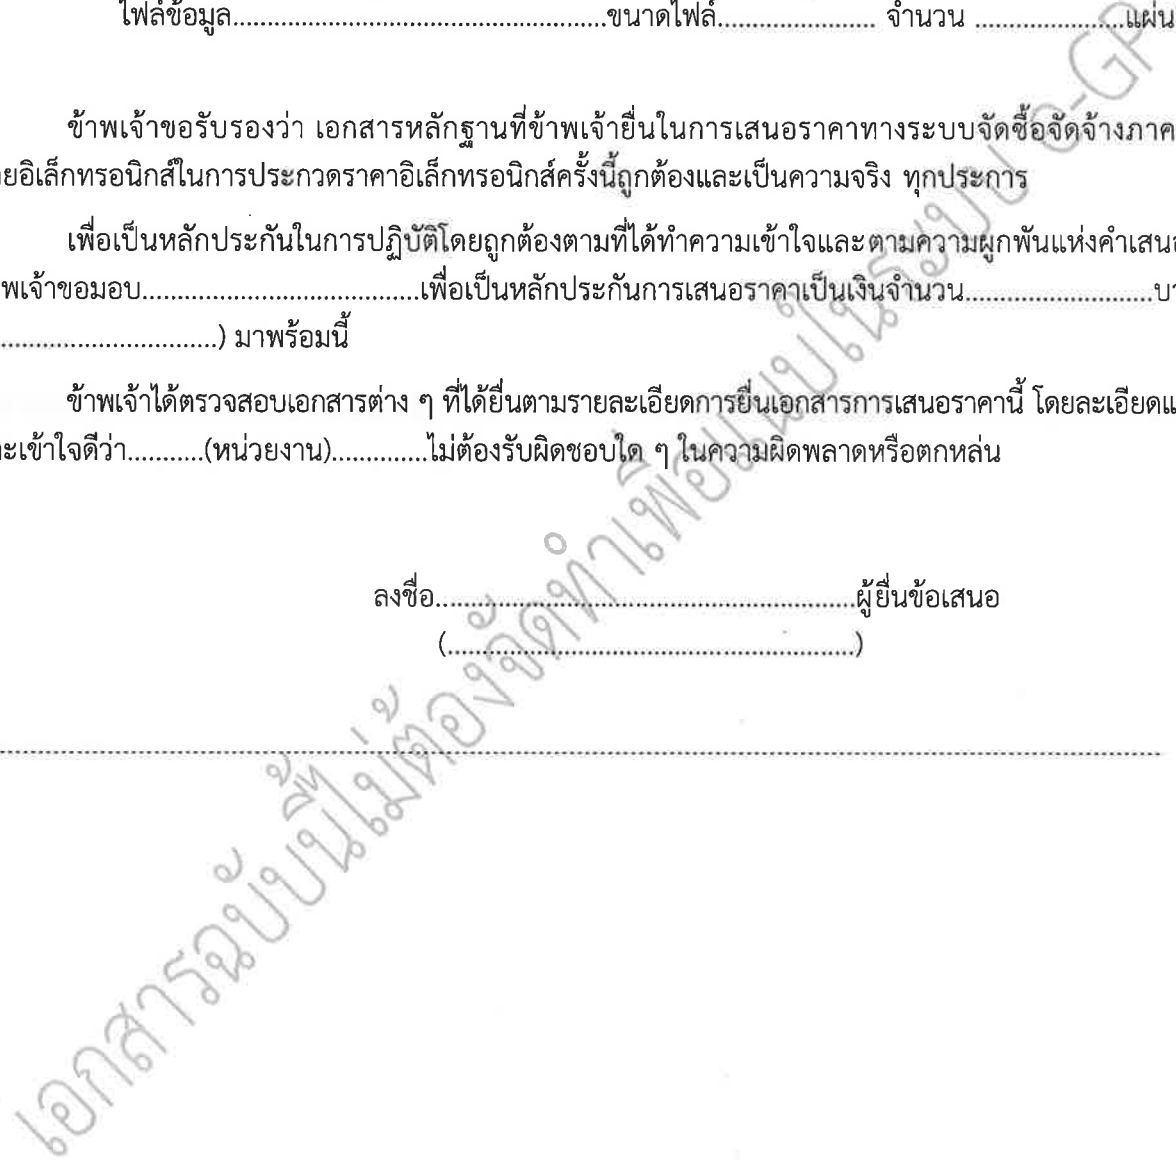 ไฟล์ข้อมูล........................................................ขนาดไฟล์....................... จำนวน ......................แผ่น
ข้าพเจ้าขอรับรองว่า เอกสารหลักฐานที่ข้าพเจ้ายื่นในการเสนอราคาทางระบบจัดซื้อจัดจ้างภาค
ยอิเล็กทรอนิกส์ในการประกวดราคาอิเล็กทรอนิกส์ครั้งนี้ถูกต้องและเป็นความจริง ทุกประการ
เพื่อเป็นหลักประกันในการปฏิบัติโดยถูกต้องตามที่ได้ทำความเข้าใจและตามความผูกพันแห่งคำเสนอ
พเจ้าขอมอบ.........................................เพื่อเป็นหลักประกันการเสนอราคาเป็นเงินจำนวน............................บา
................................) มาพร้อมนี้
ข้าพเจ้าได้ตรวจสอบเอกสารต่าง ๆ ที่ได้ยื่นตามรายละเอียดการยื่นเอกสารการเสนอราคานี้ โดยละเอียดแ
ะเข้าใจดีว่า...........(หน่วยงาน)..............ไม่ต้องรับผิดชอบใด ๆ ในความผิดพลาดหรือตกหล่น
ลงชื่อ..............................................................ผู้ยื่นข้อเสนอ
(.............................................................)
เอกสารฉบับนี้ไม่ต้องจัดทำเพื่อแนบในระบบ e-GP